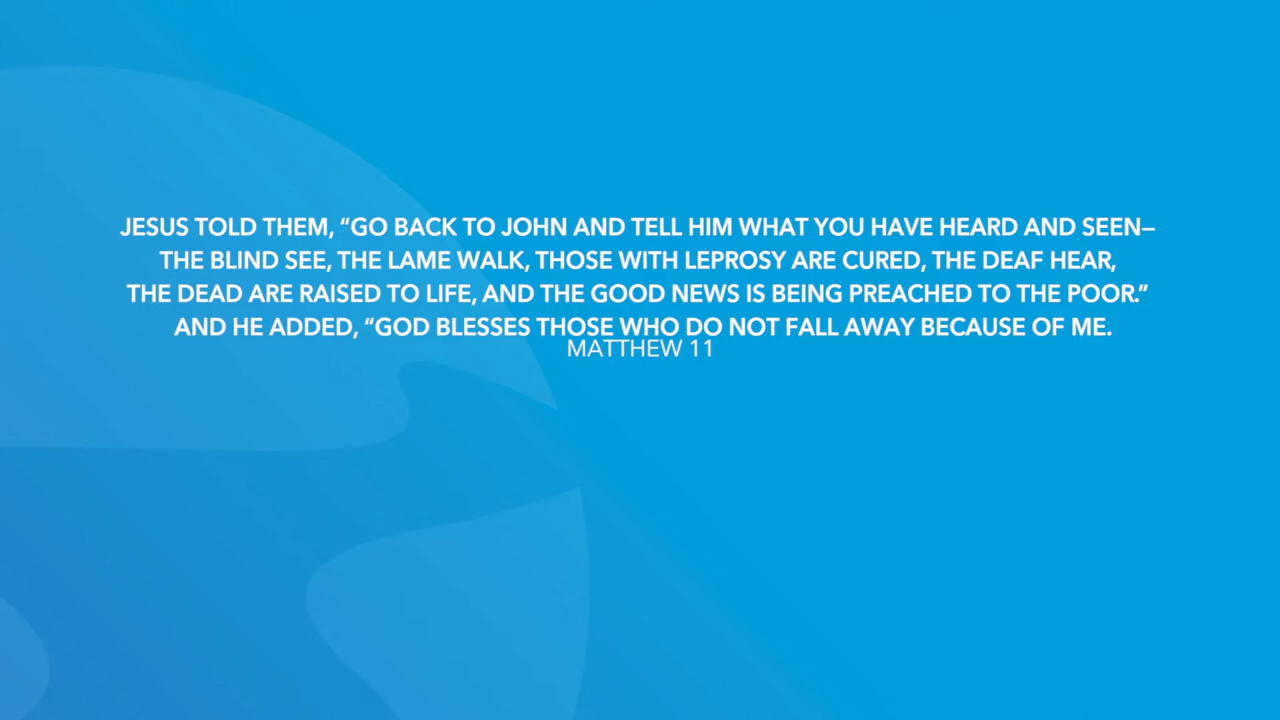 JESUS TOLD THEM, “GO BACK TO JOHN AND TELL HIM WHAT YOU HAVE HEARD AND SEEN–
THE BLIND SEE, THE LAME WALK, THOSE WITH LEPROSY ARE CURED, THE DEAF HEAR,
THE DEAD ARE RAISED TO LIFE, AND THE GOOD NEWS IS BEING PREACHED TO THE POOR.”
AND HE ADDED, “GOD BLESSES THOSE WHO DO NOT FALL AWAY BECAUSE OF ME.
MATTHEW 11